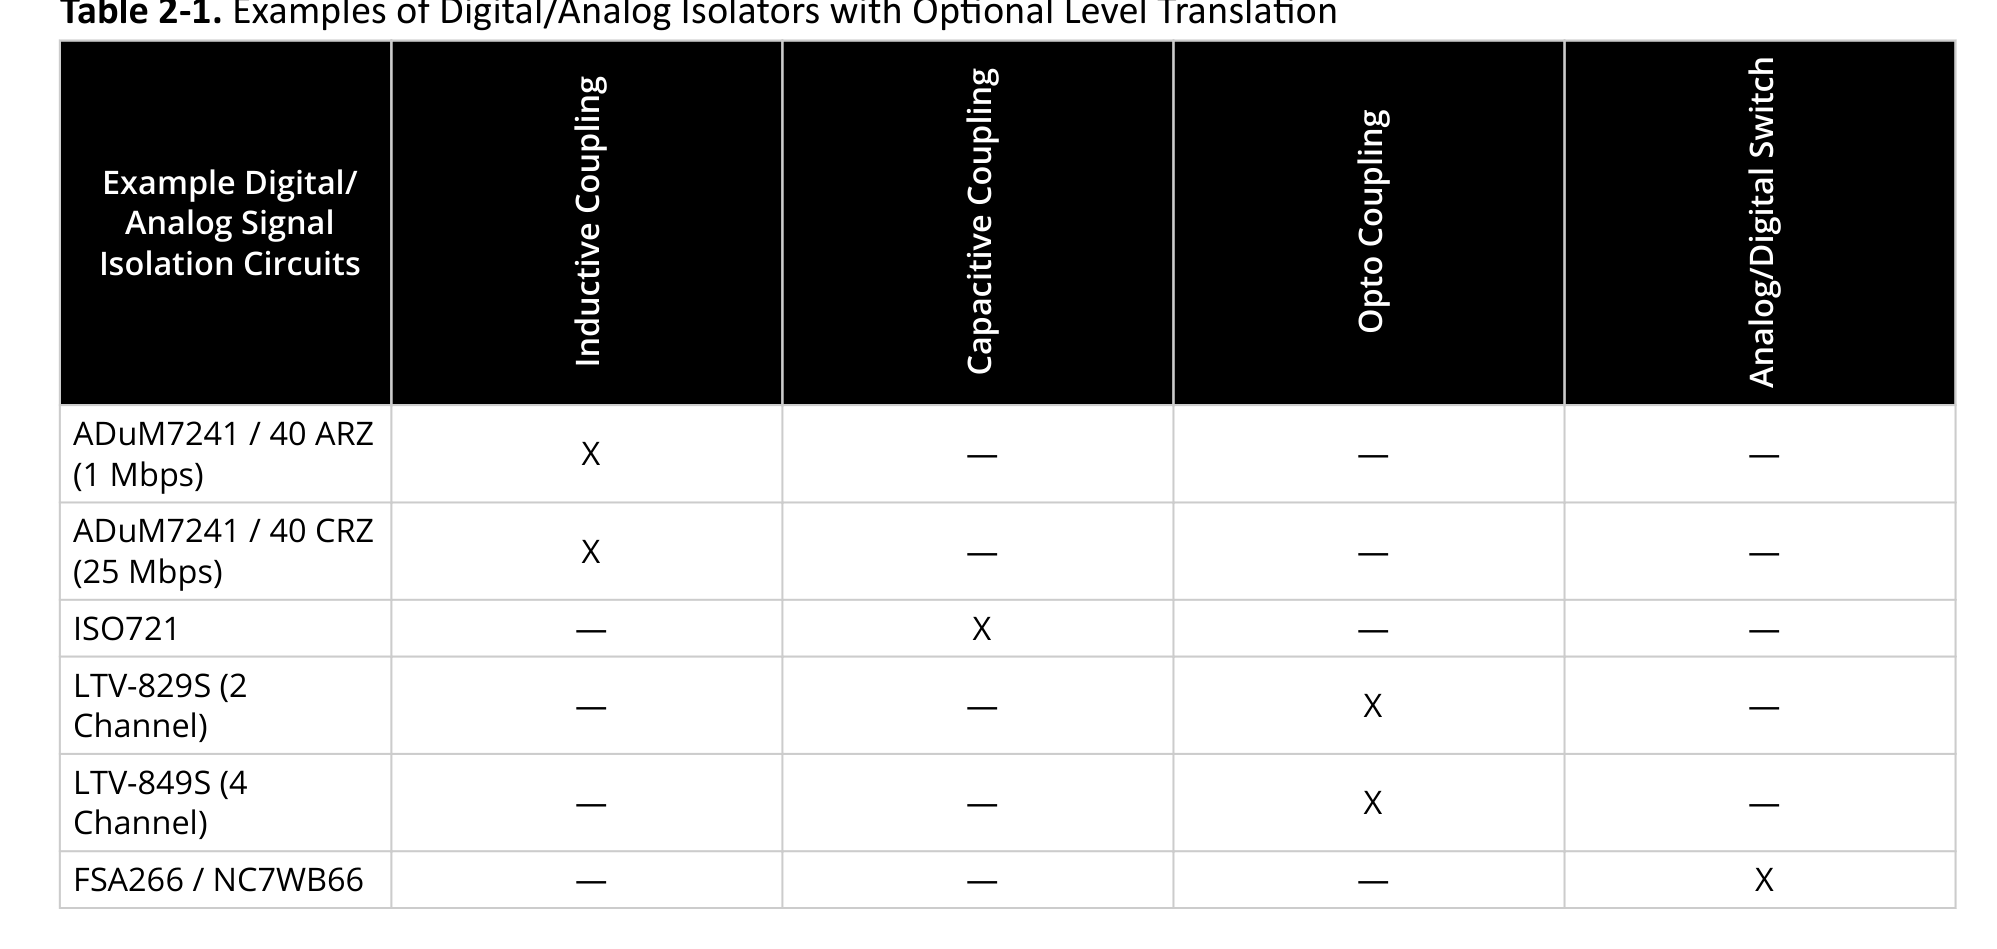 Table 2-1. Examples of Digital/Analog Isolators with Optional Level Translation
Example Digital/
Analog Signal
Isolation Circuits
Inductive Coupling
Capacitive Coupling
Opto Coupling
Analog/Digital Switch
ADuM7241 / 40 ARZ
(1 Mbps)
X
—
—
—
ADuM7241 / 40 CRZ
(25 Mbps)
X
—
—
—
ISO721
—
X
—
—
LTV-829S (2
Channel)
—
—
X
—
LTV-849S (4
Channel)
—
—
X
—
FSA266 / NC7WB66
—
—
—
X